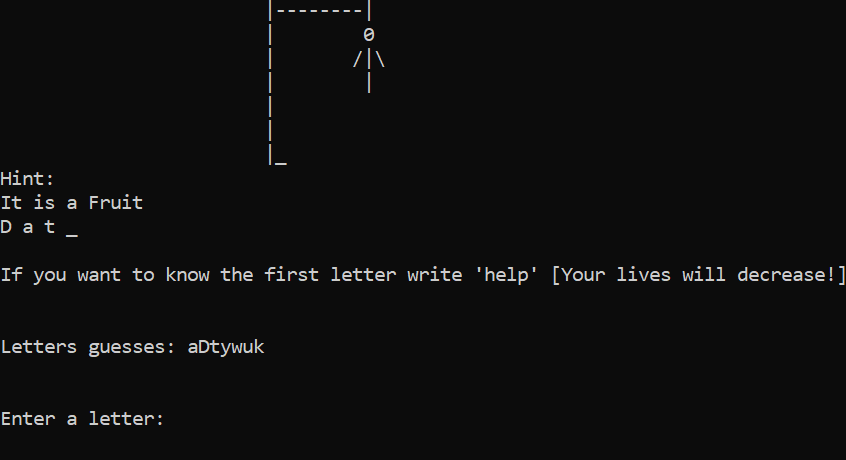 |--------|
|        0
|       /|\
|        |
|
|
|_
Hint:
It is a Fruit
D a t _
If you want to know the first letter write 'help' [Your lives will decrease!]
Letters guesses: aDtywuk
Enter a letter: